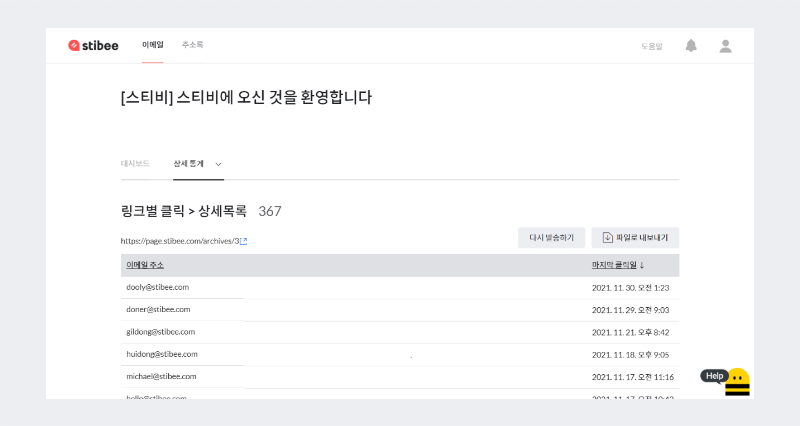 stibee 이메일 주소록 도움말
[스티비] 스티비에 오신 것을 환영합니다
대시보드 상세 통계
링크별 클릭 > 상세목록 367
https://page.stibee.com/archives/3
다시 발송하기 파일로 내보내기
이메일 주소 마지막 클릭일 ↓
dooly@stibee.com 2021. 11. 30. 오전 1:23
doner@stibee.com 2021. 11. 29. 오전 9:03
gildong@stibee.com 2021. 11. 21. 오후 8:42
huidong@stibee.com 2021. 11. 18. 오후 9:05
michael@stibee.com 2021. 11. 17. 오전 11:16
Help
hello@stibee.com 2021. 11. 17. 오전